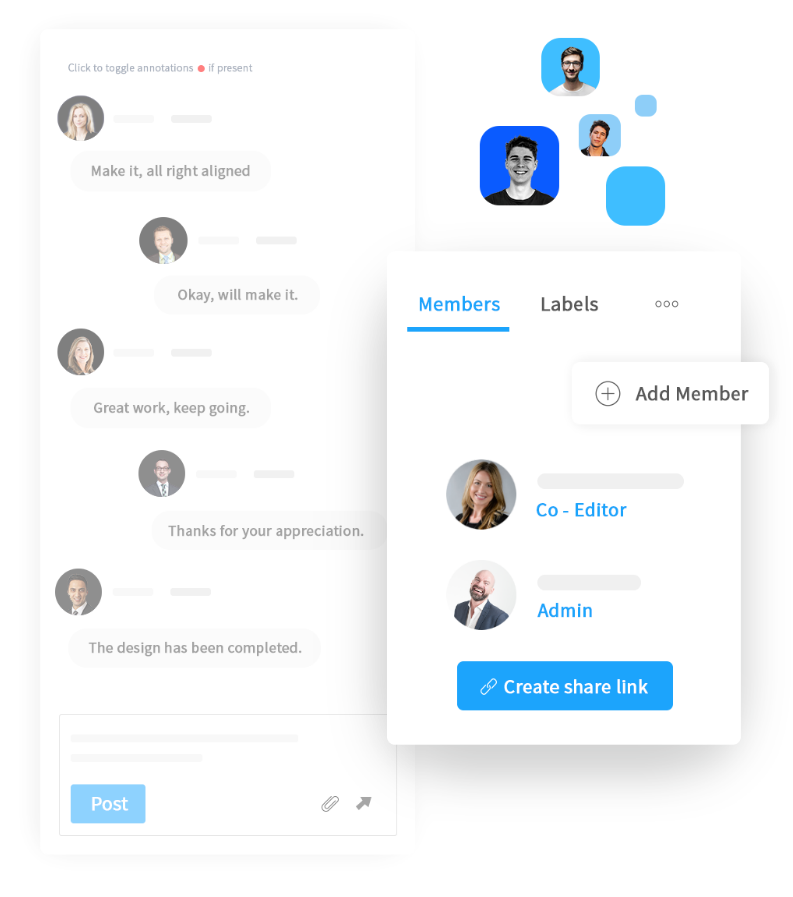 Click to toggle annotations if present
Make it, all right aligned
Okay, will make it.
Great work, keep going.
Thanks for your appreciation.
The design has been completed.
Post
Members Labels
Add Member
Co - Editor
Admin
Create share link